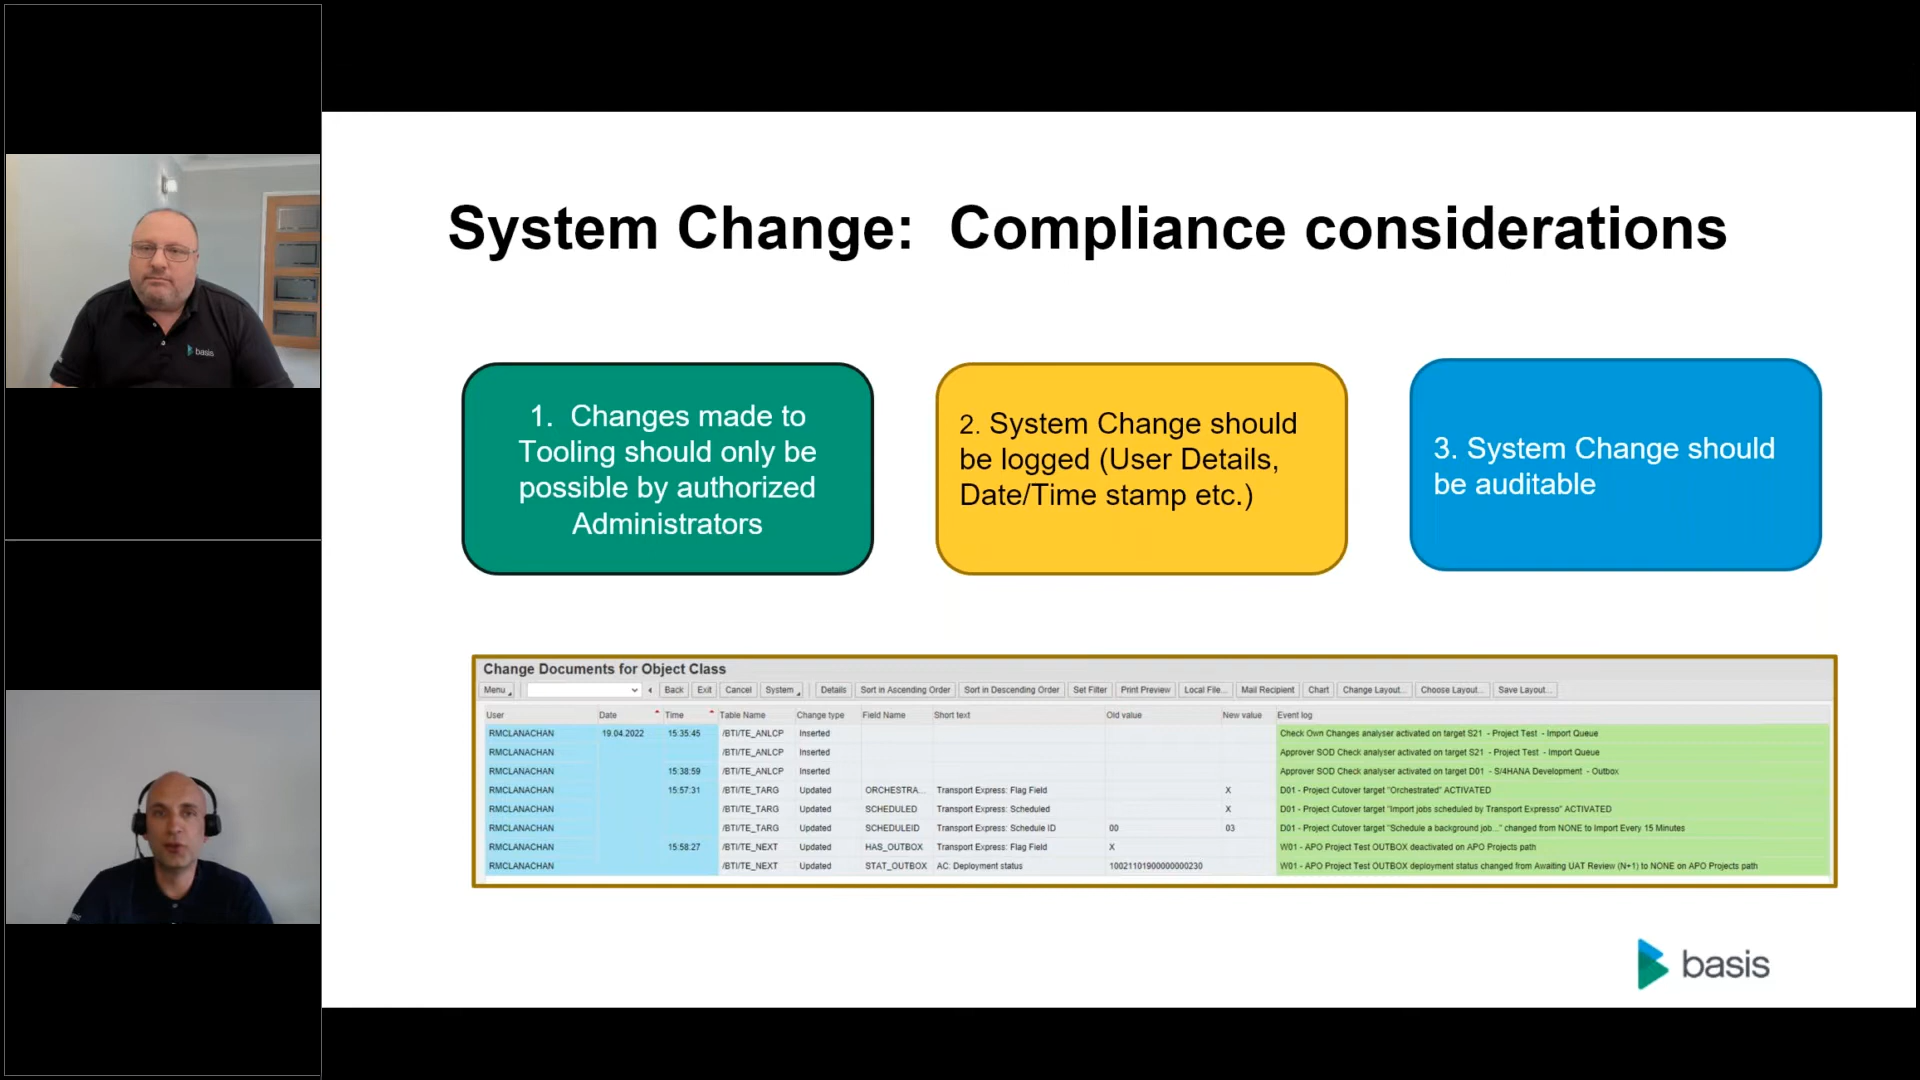 basis
System Change:  Compliance considerations
1.  Changes made to
Tooling should only be
possible by authorized
Administrators
2. System Change should
be logged (User Details,
Date/Time stamp etc.)
3. System Change should
be auditable
Change Documents for Object Class
Menu Back Exit Cancel System Details Sort in Ascending Order Sort in Descending Order Set Filter Print Preview Local File... Mail Recipient Chart Change Layout... Choose Layout... Save Layout...
User Date Time Table Name Change type Field Name Short text Old value New value Event log
RMCLANACHAN 19.04.2022 15:35:45 /BTI/TE_ANLCP Inserted Check Own Changes analyser activated on target S21 - Project Test - Import Queue
RMCLANACHAN /BTI/TE_ANLCP Inserted Approver SOD Check analyser activated on target S21 - Project Test - Import Queue
RMCLANACHAN 15:38:59 /BTI/TE_ANLCP Inserted Approver SOD Check analyser activated on target D01 - S/4HANA Development - Outbox
RMCLANACHAN 15:57:31 /BTI/TE_TARG Updated ORCHESTRA... Transport Express: Flag Field X D01 - Project Cutover target "Orchestrated" ACTIVATED
RMCLANACHAN /BTI/TE_TARG Updated SCHEDULED Transport Express: Scheduled X D01 - Project Cutover target "Import jobs scheduled by Transport Expresso" ACTIVATED
RMCLANACHAN /BTI/TE_TARG Updated SCHEDULEID Transport Express: Schedule ID 00 03 D01 - Project Cutover target "Schedule a background job..." changed from NONE to Import Every 15 Minutes
RMCLANACHAN 15:58:27 /BTI/TE_NEXT Updated HAS_OUTBOX Transport Express: Flag Field X W01 - APO Project Test OUTBOX deactivated on APO Projects path
RMCLANACHAN /BTI/TE_NEXT Updated STAT_OUTBOX AC: Deployment status 10021101900000000230 W01 - APO Project Test OUTBOX deployment status changed from Awaiting UAT Review (N+1) to NONE on APO Projects path
basis